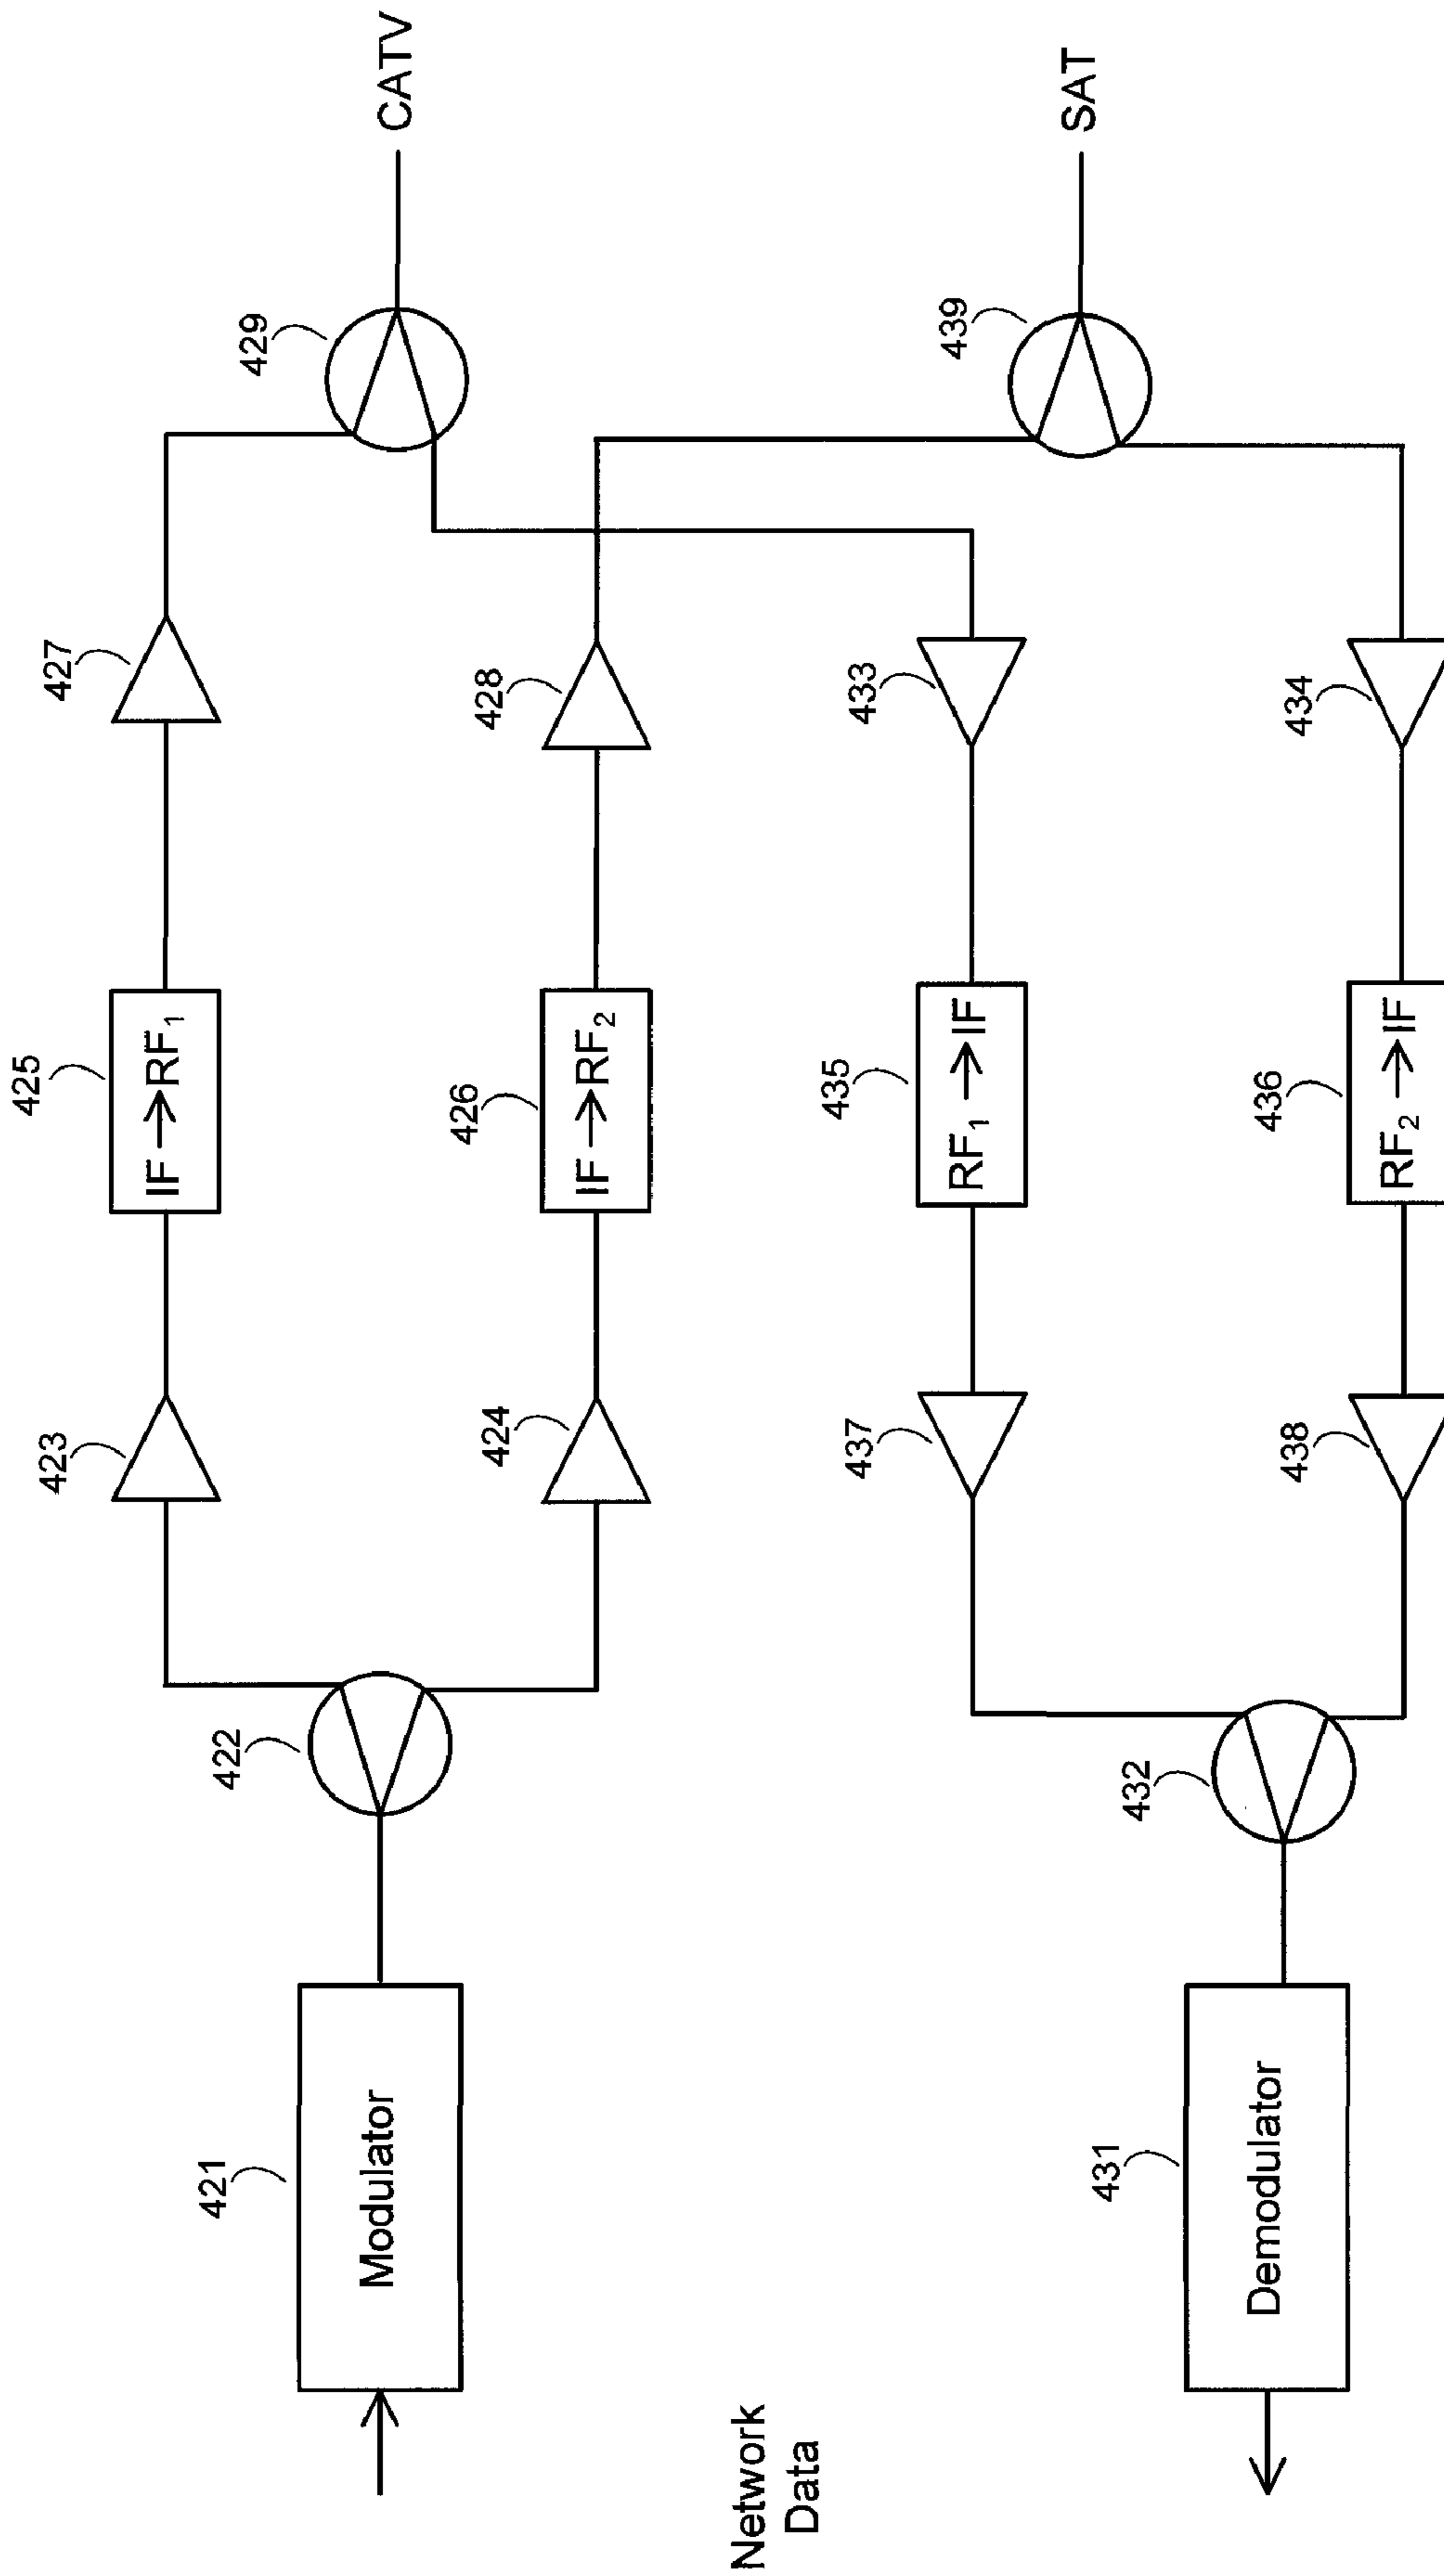 Network
Data
421
Modulator
422
423
424
IF → RF₁
425
IF → RF₂
426
427
428
429
CATV
431
Demodulator
432
437
438
RF₁ → IF
435
RF₂ → IF
436
433
434
439
SAT